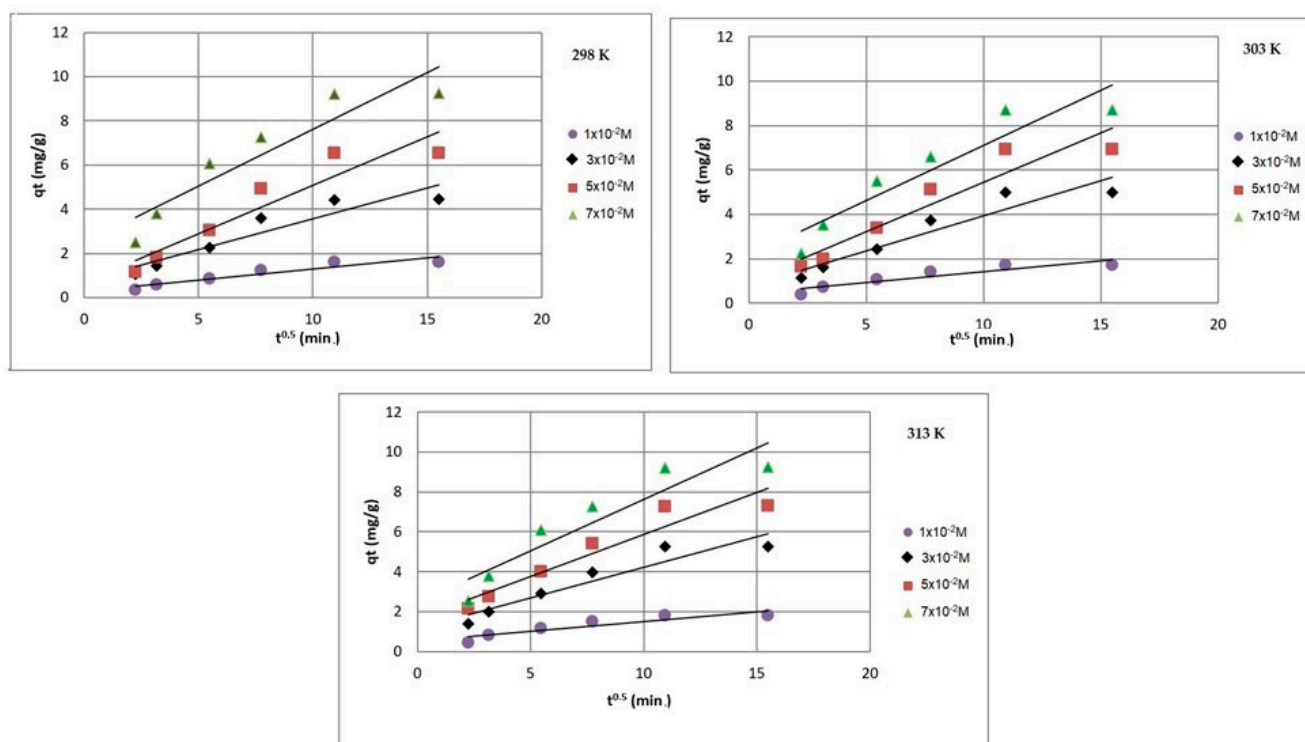 298 K
12
10
8
6
4
2
0
qt (mg/g)
0 5 10 15 20
t⁰·⁵ (min.)
1x10⁻²M
3x10⁻²M
5x10⁻²M
7x10⁻²M
303 K
12
10
8
6
4
2
0
qt (mg/g)
0 5 10 15 20
t⁰·⁵ (min.)
1x10⁻²M
3x10⁻²M
5x10⁻²M
7x10⁻²M
313 K
12
10
8
6
4
2
0
qt (mg/g)
0 5 10 15 20
t⁰·⁵ (min.)
1x10⁻²M
3x10⁻²M
5x10⁻²M
7x10⁻²M